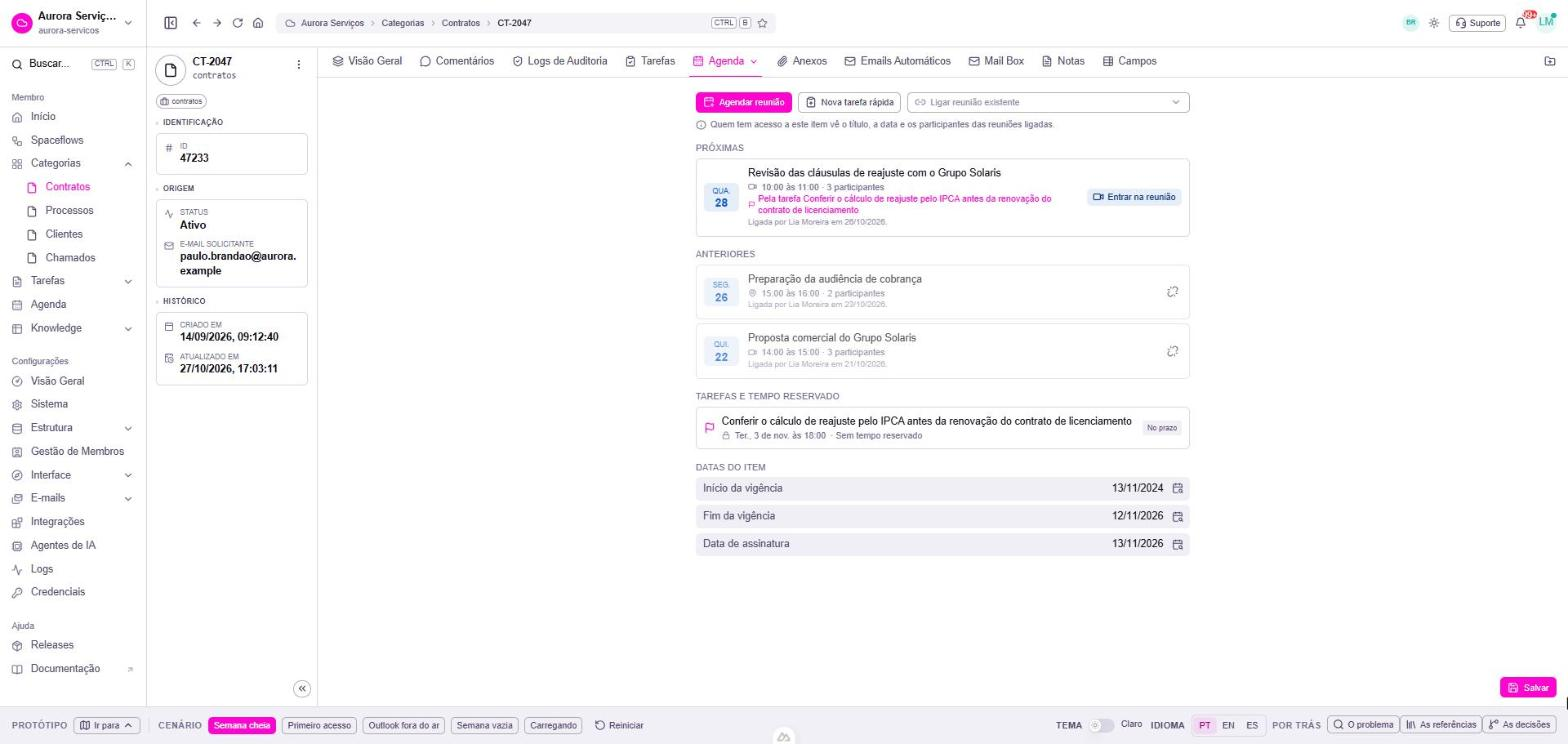 Aurora Serviç...
aurora-servicos
Aurora Serviços > Categorias > Contratos > CT-2047
CTRL B
BR
Suporte
99+
LM
Buscar...
CTRL K
Membro
Início
Spaceflows
Categorias
Contratos
Processos
Clientes
Chamados
Tarefas
Agenda
Knowledge
Configurações
Visão Geral
Sistema
Estrutura
Gestão de Membros
Interface
E-mails
Integrações
Agentes de IA
Logs
Credenciais
Ajuda
Releases
Documentação
CT-2047
contratos
contratos
IDENTIFICAÇÃO
ID
47233
ORIGEM
STATUS
Ativo
E-MAIL SOLICITANTE
paulo.brandao@aurora.
example
HISTÓRICO
CRIADO EM
14/09/2026, 09:12:40
ATUALIZADO EM
27/10/2026, 17:03:11
Visão Geral
Comentários
Logs de Auditoria
Tarefas
Agenda
Anexos
Emails Automáticos
Mail Box
Notas
Campos
Agendar reunião
Nova tarefa rápida
Ligar reunião existente
Quem tem acesso a este item vê o título, a data e os participantes das reuniões ligadas.
PRÓXIMAS
QUA.
28
Revisão das cláusulas de reajuste com o Grupo Solaris
10:00 às 11:00 · 3 participantes
Pela tarefa Conferir o cálculo de reajuste pelo IPCA antes da renovação do
contrato de licenciamento
Ligada por Lia Moreira em 26/10/2026.
Entrar na reunião
ANTERIORES
SEG.
26
Preparação da audiência de cobrança
15:00 às 16:00 · 2 participantes
Ligada por Lia Moreira em 23/10/2026.
QUI.
22
Proposta comercial do Grupo Solaris
14:00 às 15:00 · 3 participantes
Ligada por Lia Moreira em 21/10/2026.
TAREFAS E TEMPO RESERVADO
Conferir o cálculo de reajuste pelo IPCA antes da renovação do contrato de licenciamento
Ter., 3 de nov. às 18:00 · Sem tempo reservado
No prazo
DATAS DO ITEM
Início da vigência 13/11/2024
Fim da vigência 12/11/2026
Data de assinatura 13/11/2026
Salvar
PROTÓTIPO
Ir para
CENÁRIO
Semana cheia
Primeiro acesso
Outlook fora do ar
Semana vazia
Carregando
Reiniciar
TEMA
Claro
IDIOMA
PT
EN
ES
POR TRÁS
O problema
As referências
As decisões